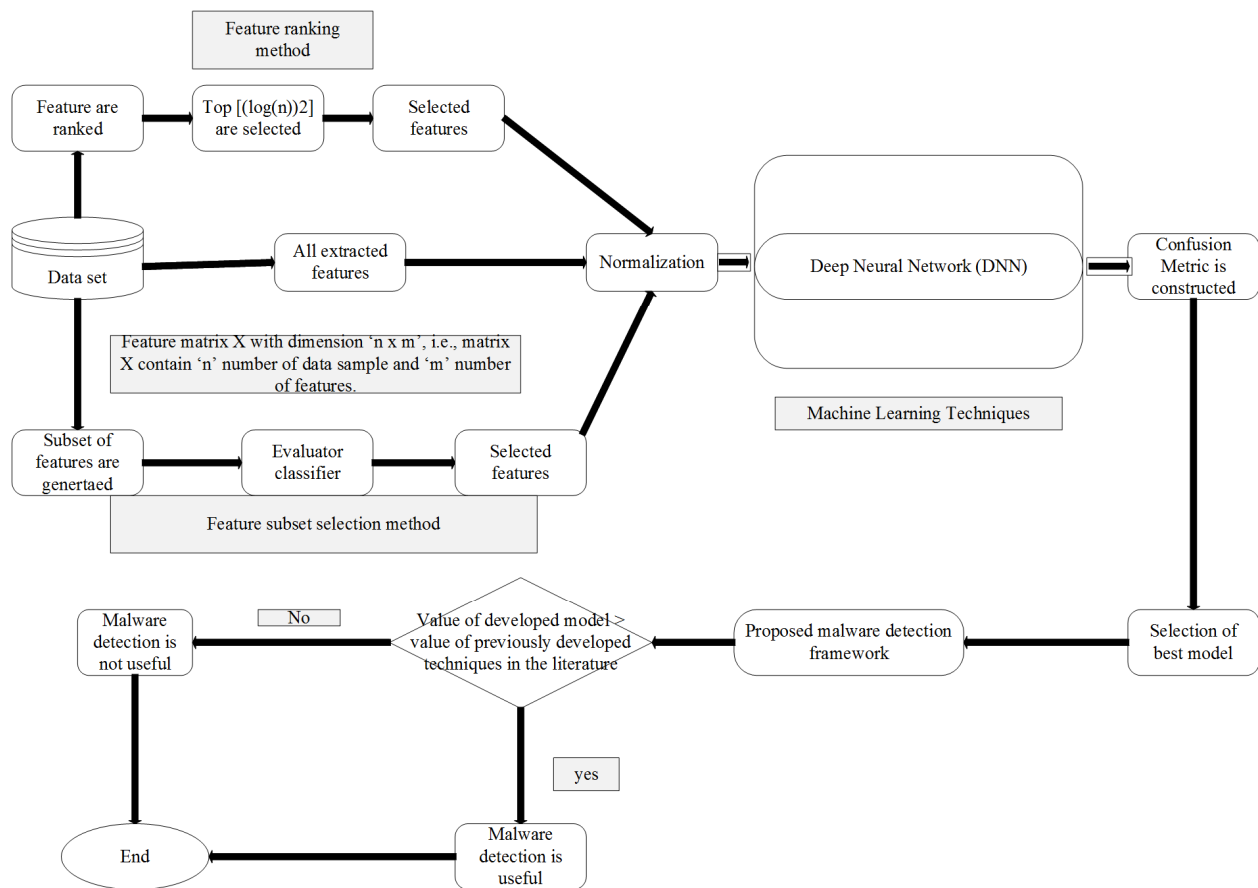 Feature ranking
method
Feature are
ranked
Top [(log(n))2]
are selected
Selected
features
Data set
All extracted
features
Normalization
Deep Neural Network (DNN)
Confusion
Metric is
constructed
Feature matrix X with dimension ‘n x m’, i.e., matrix
X contain ‘n’ number of data sample and ‘m’ number
of features.
Machine Learning Techniques
Subset of
features are
genertaed
Evaluator
classifier
Selected
features
Feature subset selection method
Malware
detection is
not useful
No
Value of developed model >
value of previously developed
techniques in the literature
Proposed malware detection
framework
Selection of
best model
yes
End
Malware
detection is
useful